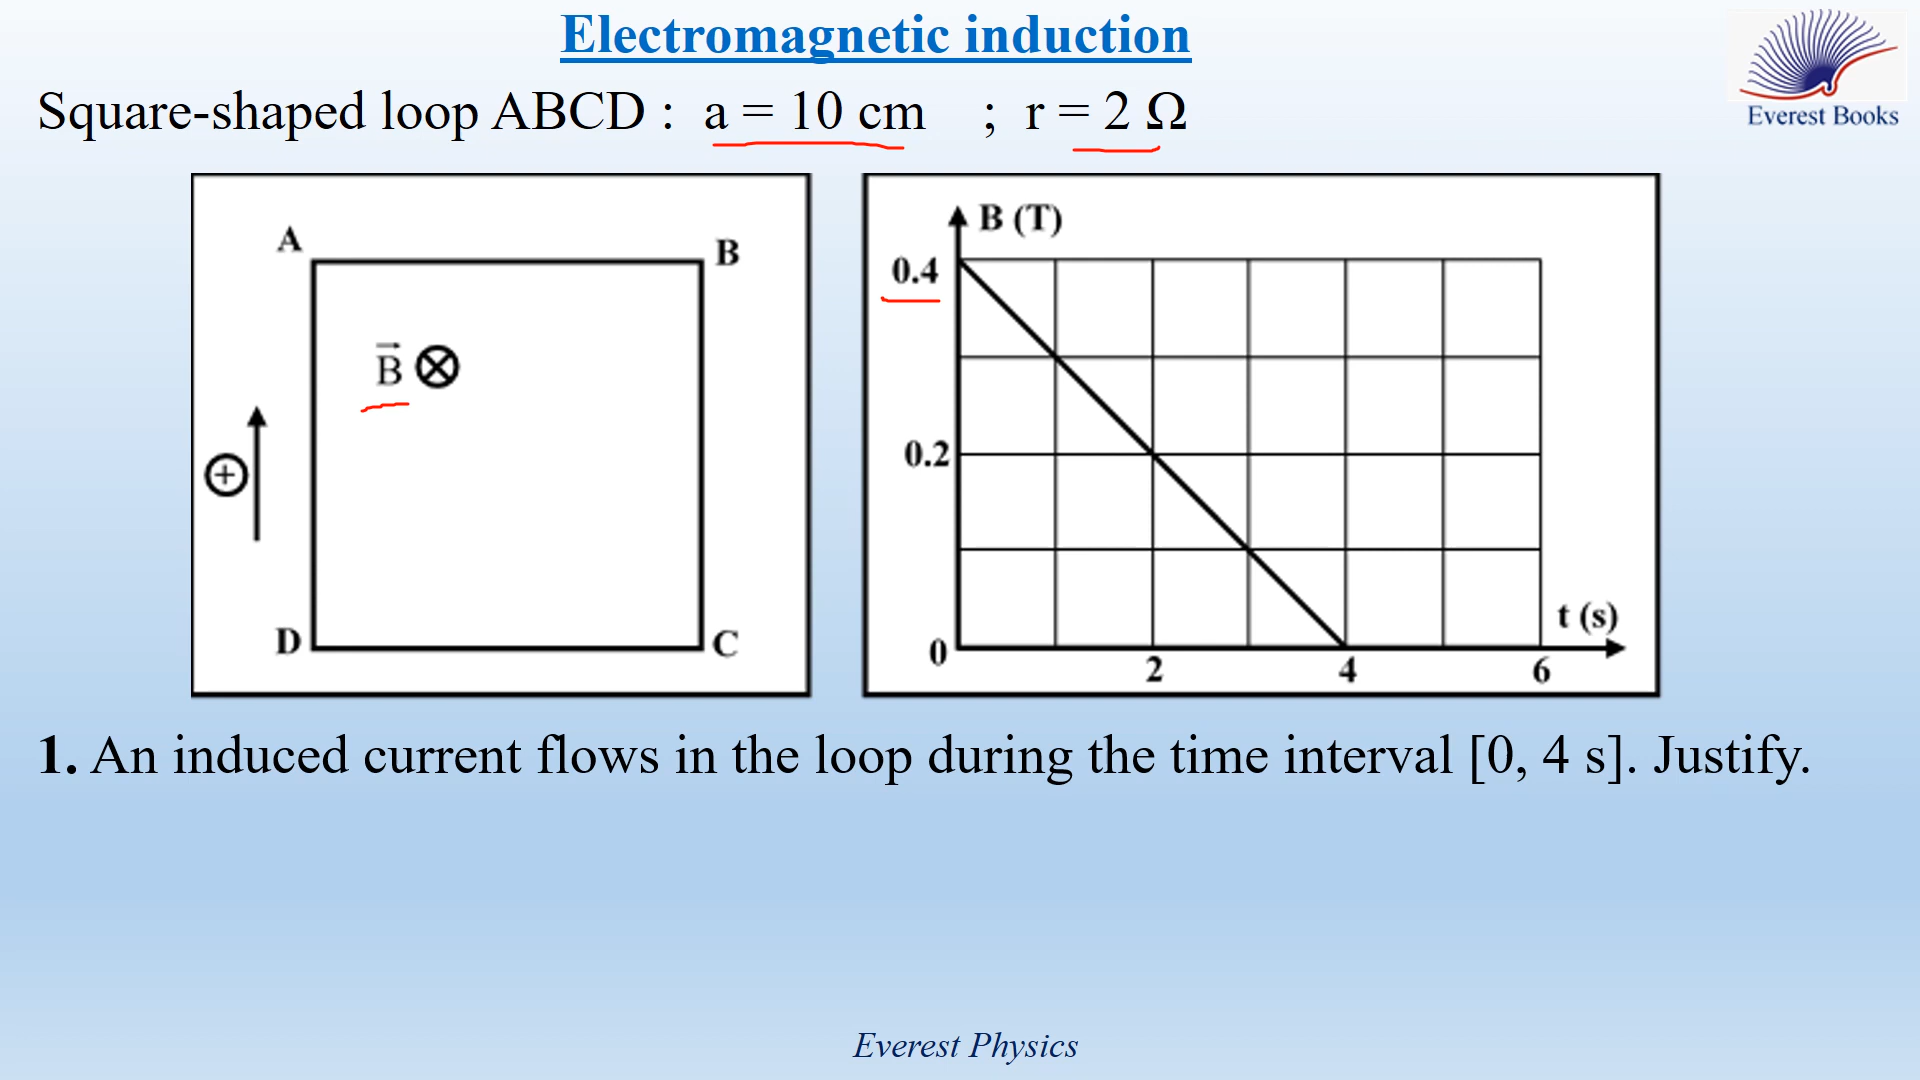 Electromagnetic induction
Everest Books
Square-shaped loop ABCD : a = 10 cm ; r = 2 Ω
A
B
B⃗ ⊗
⊕
D
C
B (T)
0.4
0.2
0
2
4
6
t (s)
1. An induced current flows in the loop during the time interval [0, 4 s]. Justify.
Everest Physics